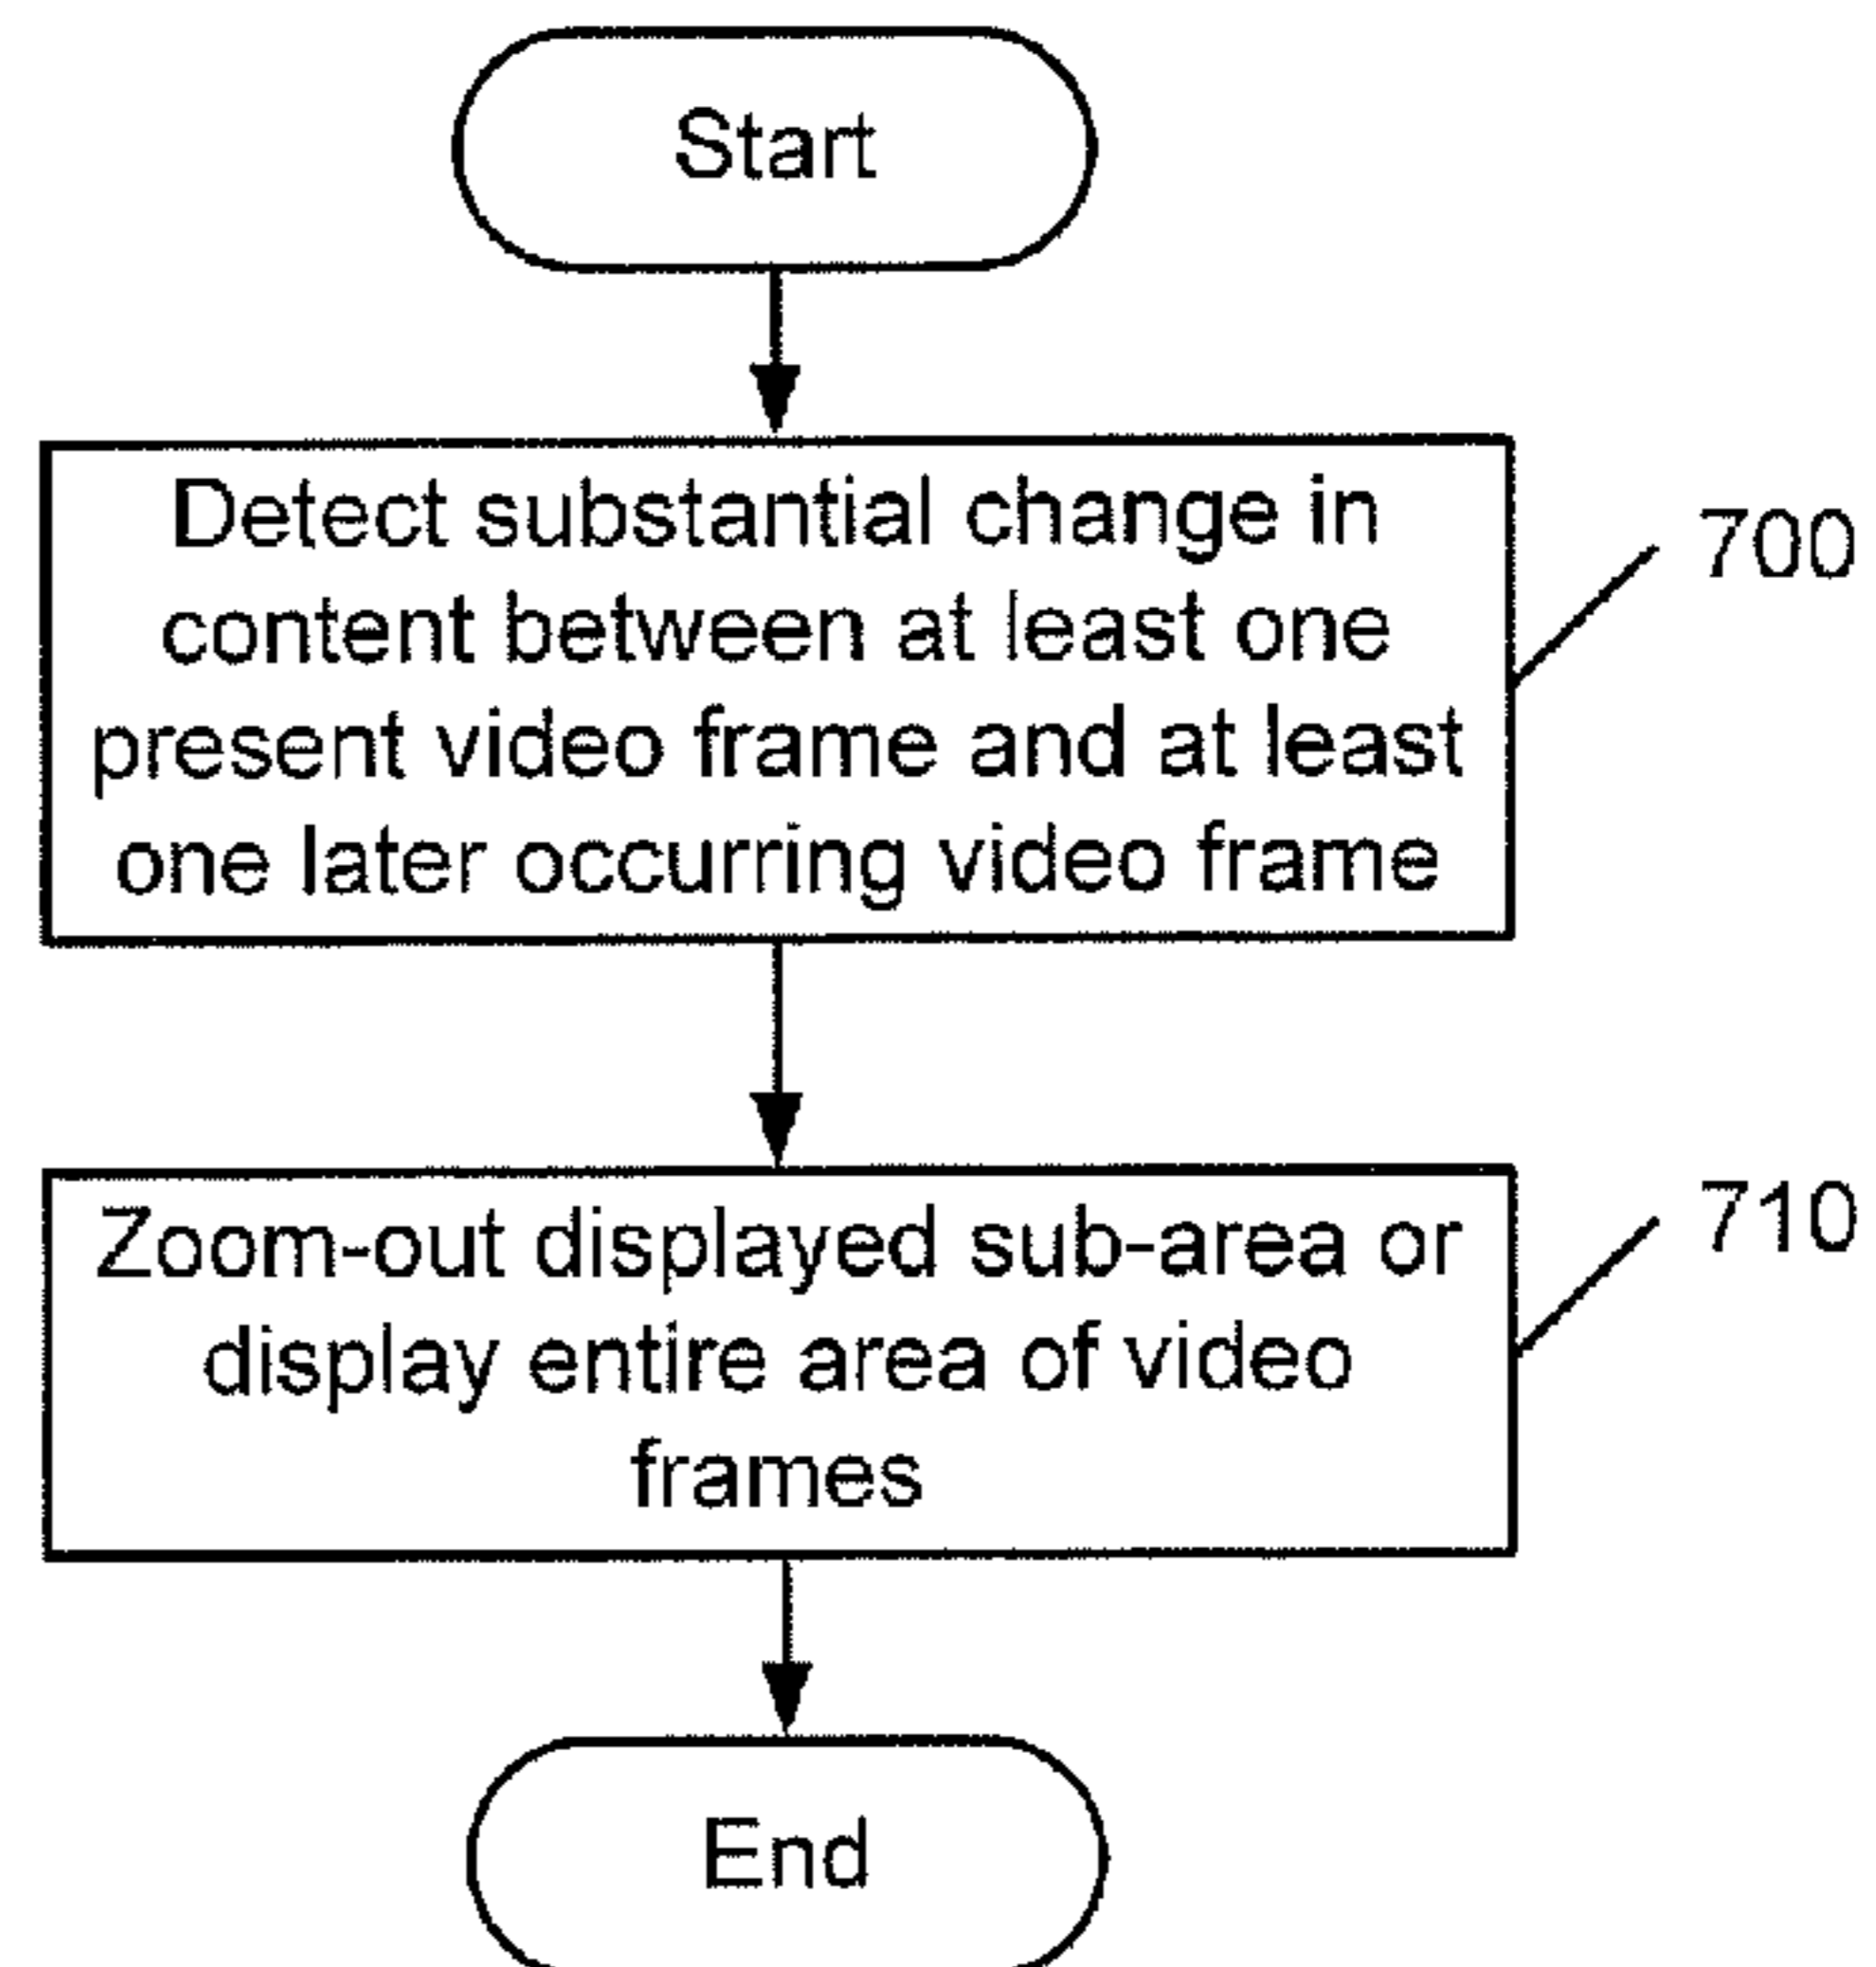 Start
Detect substantial change in
content between at least one
present video frame and at least
one later occurring video frame
700
Zoom-out displayed sub-area or
display entire area of video
frames
710
End